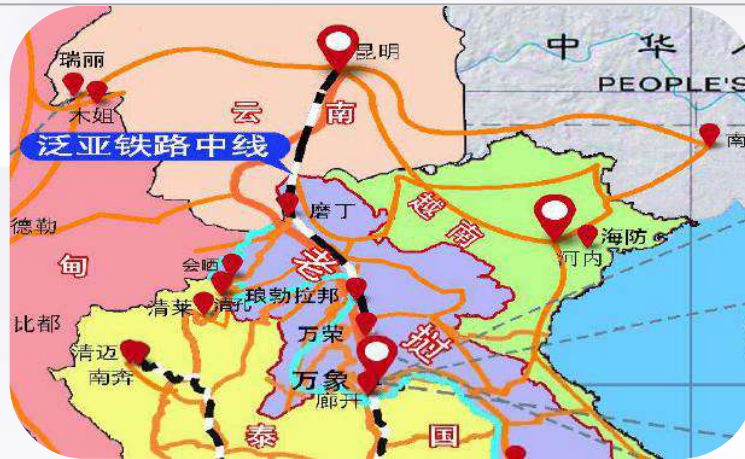 中 华
PEOPLE'S
昆明
瑞丽
木姐
云 南
南
泛亚铁路中线
磨丁
越南
德勒
海防
河内
甸
老
会晒
琅勃拉邦
清孔
清莱
比都
万荣
挝
清迈
南奔
万象
廊开
泰 国